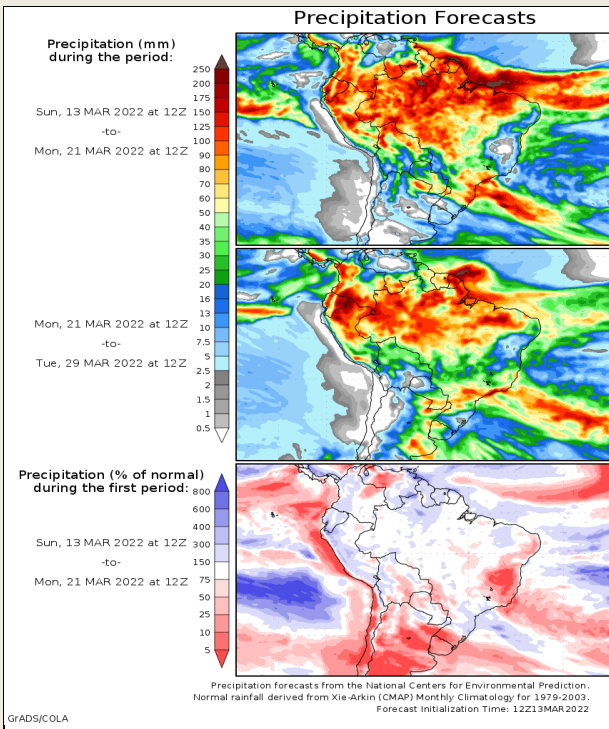 Precipitation Forecasts
Precipitation (mm)
during the period:
Sun, 13 MAR 2022 at 12Z
-to-
Mon, 21 MAR 2022 at 12Z
250
200
175
150
125
100
90
80
70
60
50
40
35
30
25
20
16
13
10
7.5
5
2.5
2
1.5
1
0.5
Mon, 21 MAR 2022 at 12Z
-to-
Tue, 29 MAR 2022 at 12Z
Precipitation (% of normal)
during the first period:
Sun, 13 MAR 2022 at 12Z
-to-
Mon, 21 MAR 2022 at 12Z
800
600
400
300
150
75
50
25
10
5
Precipitation forecasts from the National Centers for Environmental Prediction.
Normal rainfall derived from Xie-Arkin (CMAP) Monthly Climatology for 1979-2003.
Forecast Initialization Time: 12Z13MAR2022
GrADS/COLA